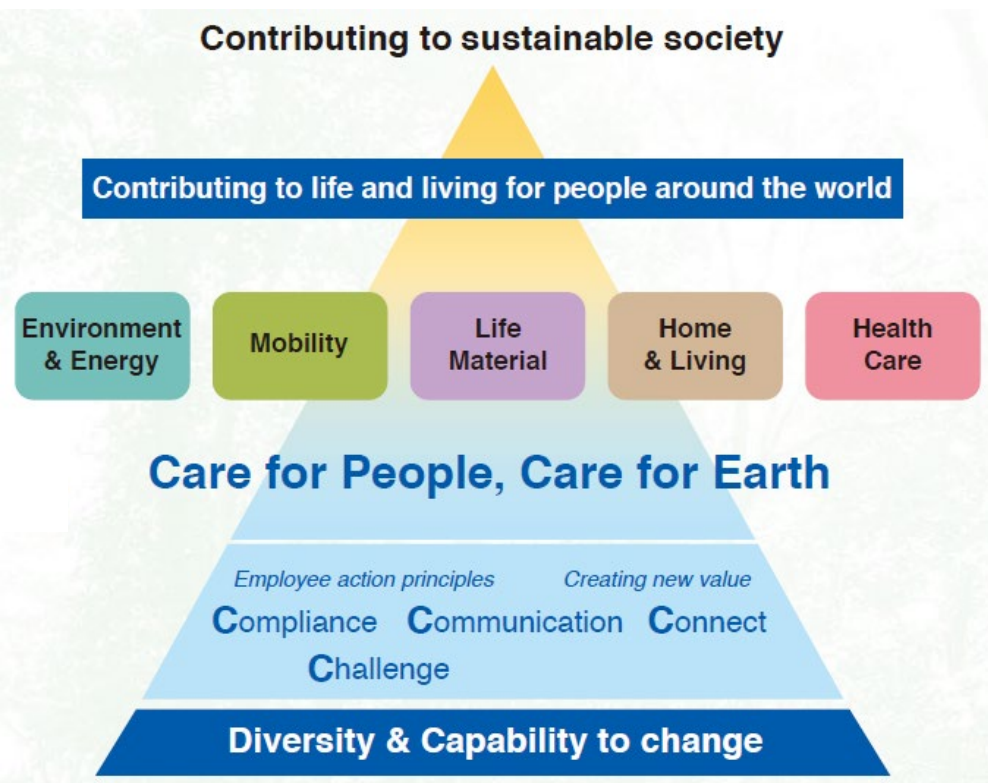 Contributing to sustainable society
Contributing to life and living for people around the world
Environment
& Energy
Mobility
Life
Material
Home
& Living
Health
Care
Care for People, Care for Earth
Employee action principles
Creating new value
Compliance Communication Connect
Challenge
Diversity & Capability to change